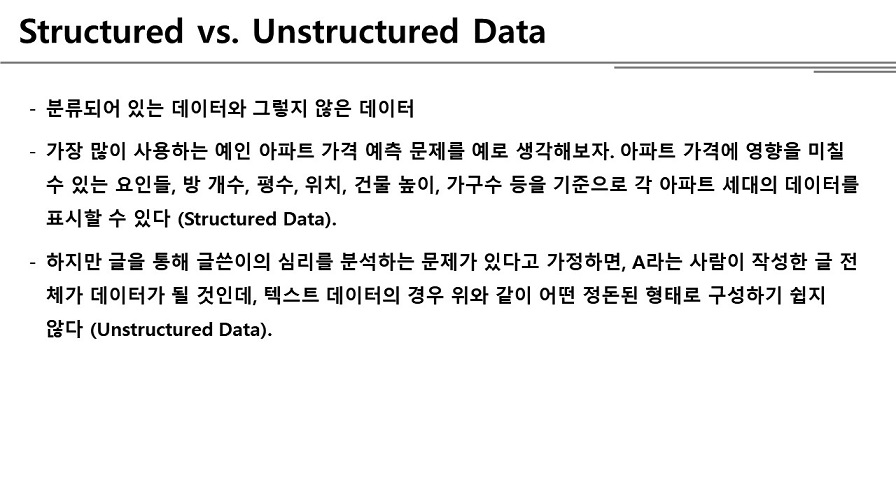 Structured vs. Unstructured Data
- 분류되어 있는 데이터와 그렇지 않은 데이터
- 가장 많이 사용하는 예인 아파트 가격 예측 문제를 예로 생각해보자. 아파트 가격에 영향을 미칠
수 있는 요인들, 방 개수, 평수, 위치, 건물 높이, 가구수 등을 기준으로 각 아파트 세대의 데이터를
표시할 수 있다 (Structured Data).
- 하지만 글을 통해 글쓴이의 심리를 분석하는 문제가 있다고 가정하면, A라는 사람이 작성한 글 전
체가 데이터가 될 것인데, 텍스트 데이터의 경우 위와 같이 어떤 정돈된 형태로 구성하기 쉽지
않다 (Unstructured Data).